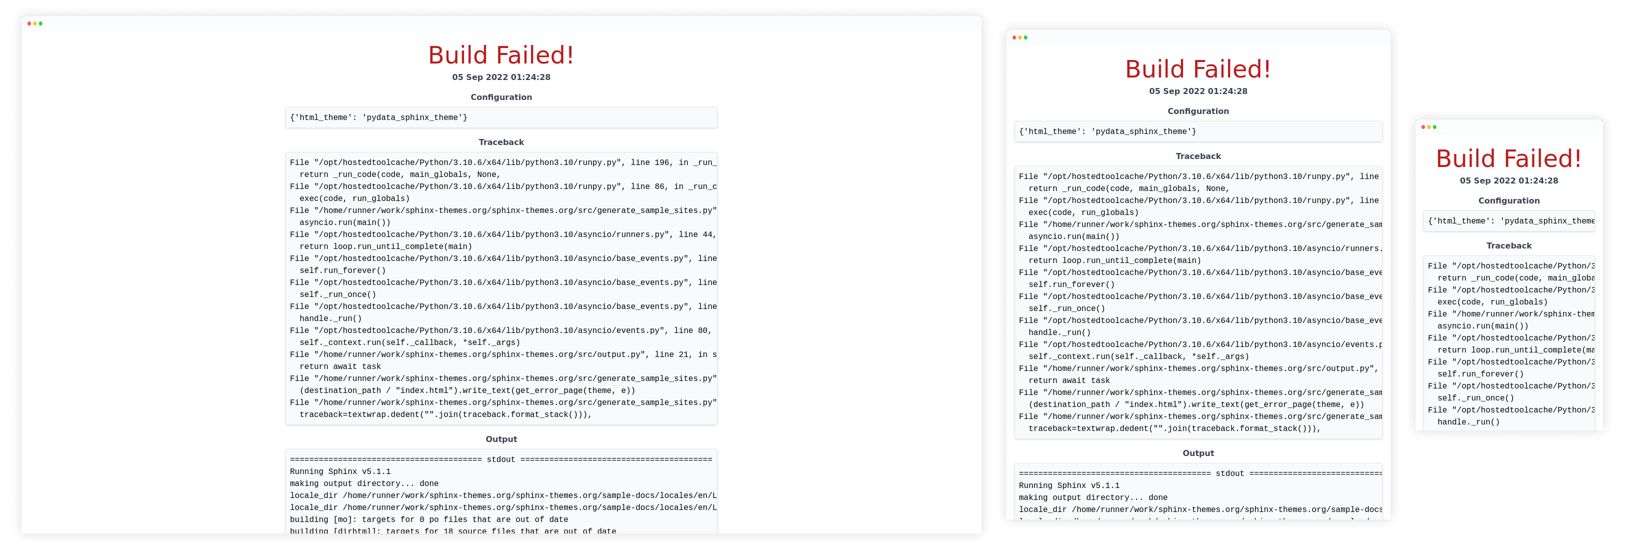 Build Failed!
05 Sep 2022 01:24:28
Configuration
{'html_theme': 'pydata_sphinx_theme'}
Traceback
File "/opt/hostedtoolcache/Python/3.10.6/x64/lib/python3.10/runpy.py", line 196, in _run_
return _run_code(code, main_globals, None,
File "/opt/hostedtoolcache/Python/3.10.6/x64/lib/python3.10/runpy.py", line 86, in _run_c
exec(code, run_globals)
File "/home/runner/work/sphinx-themes.org/sphinx-themes.org/src/generate_sample_sites.py"
asyncio.run(main())
File "/opt/hostedtoolcache/Python/3.10.6/x64/lib/python3.10/asyncio/runners.py", line 44,
return loop.run_until_complete(main)
File "/opt/hostedtoolcache/Python/3.10.6/x64/lib/python3.10/asyncio/base_events.py", line
self.run_forever()
File "/opt/hostedtoolcache/Python/3.10.6/x64/lib/python3.10/asyncio/base_events.py", line
self._run_once()
File "/opt/hostedtoolcache/Python/3.10.6/x64/lib/python3.10/asyncio/base_events.py", line
handle._run()
File "/opt/hostedtoolcache/Python/3.10.6/x64/lib/python3.10/asyncio/events.py", line 80,
self._context.run(self._callback, *self._args)
File "/home/runner/work/sphinx-themes.org/sphinx-themes.org/src/output.py", line 21, in s
return await task
File "/home/runner/work/sphinx-themes.org/sphinx-themes.org/src/generate_sample_sites.py"
(destination_path / "index.html").write_text(get_error_page(theme, e))
File "/home/runner/work/sphinx-themes.org/sphinx-themes.org/src/generate_sample_sites.py"
traceback=textwrap.dedent("".join(traceback.format_stack())),
Output
======================================== stdout ========================================
Running Sphinx v5.1.1
making output directory... done
locale_dir /home/runner/work/sphinx-themes.org/sphinx-themes.org/sample-docs/locales/en/L
locale_dir /home/runner/work/sphinx-themes.org/sphinx-themes.org/sample-docs/locales/en/L
building [mo]: targets for 0 po files that are out of date
building [dirhtml]: targets for 18 source files that are out of date
Build Failed!
05 Sep 2022 01:24:28
Configuration
{'html_theme': 'pydata_sphinx_theme'}
Traceback
File "/opt/hostedtoolcache/Python/3.10.6/x64/lib/python3.10/runpy.py", line
return _run_code(code, main_globals, None,
File "/opt/hostedtoolcache/Python/3.10.6/x64/lib/python3.10/runpy.py", line
exec(code, run_globals)
File "/home/runner/work/sphinx-themes.org/sphinx-themes.org/src/generate_sam
asyncio.run(main())
File "/opt/hostedtoolcache/Python/3.10.6/x64/lib/python3.10/asyncio/runners.
return loop.run_until_complete(main)
File "/opt/hostedtoolcache/Python/3.10.6/x64/lib/python3.10/asyncio/base_eve
self.run_forever()
File "/opt/hostedtoolcache/Python/3.10.6/x64/lib/python3.10/asyncio/base_eve
self._run_once()
File "/opt/hostedtoolcache/Python/3.10.6/x64/lib/python3.10/asyncio/base_eve
handle._run()
File "/opt/hostedtoolcache/Python/3.10.6/x64/lib/python3.10/asyncio/events.p
self._context.run(self._callback, *self._args)
File "/home/runner/work/sphinx-themes.org/sphinx-themes.org/src/output.py",
return await task
File "/home/runner/work/sphinx-themes.org/sphinx-themes.org/src/generate_sam
(destination_path / "index.html").write_text(get_error_page(theme, e))
File "/home/runner/work/sphinx-themes.org/sphinx-themes.org/src/generate_sam
traceback=textwrap.dedent("".join(traceback.format_stack())),
Output
======================================== stdout ============================
Running Sphinx v5.1.1
making output directory... done
locale_dir /home/runner/work/sphinx-themes.org/sphinx-themes.org/sample-docs
Build Failed!
05 Sep 2022 01:24:28
Configuration
{'html_theme': 'pydata_sphinx_theme
Traceback
File "/opt/hostedtoolcache/Python/3
return _run_code(code, main_globa
File "/opt/hostedtoolcache/Python/3
exec(code, run_globals)
File "/home/runner/work/sphinx-them
asyncio.run(main())
File "/opt/hostedtoolcache/Python/3
return loop.run_until_complete(ma
File "/opt/hostedtoolcache/Python/3
self.run_forever()
File "/opt/hostedtoolcache/Python/3
self._run_once()
File "/opt/hostedtoolcache/Python/3
handle._run()